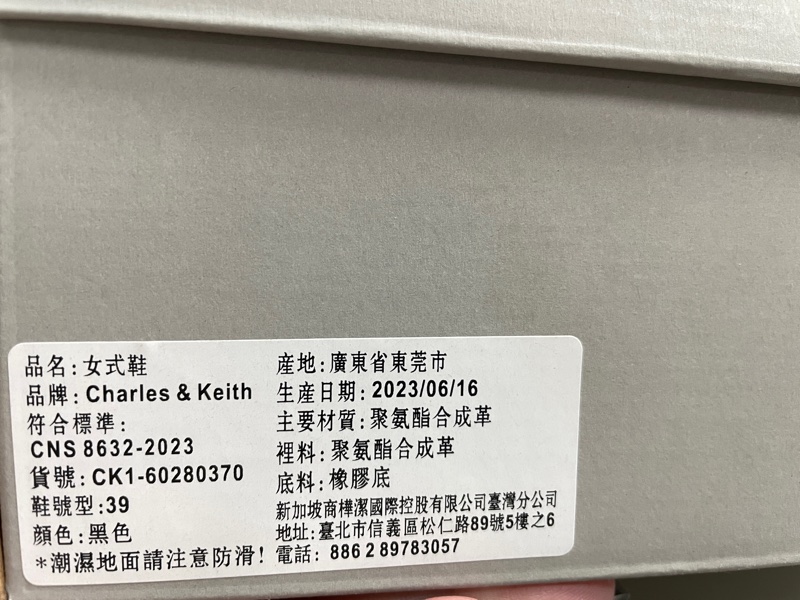 品名:女式鞋
品牌: Charles & Keith
符合標準:
CNS 8632-2023
貨號: CK1-60280370
鞋號型:39
顏色:黑色
*潮濕地面請注意防滑!
産地:廣東省東莞市
生産日期: 2023/06/16
主要材質:聚氨酯合成革
裡料:聚氨酯合成革
底料:橡膠底
新加坡商樺潔國際控股有限公司臺灣分公司
地址:臺北市信義區松仁路89號5樓之6
電話: 886 2 89783057